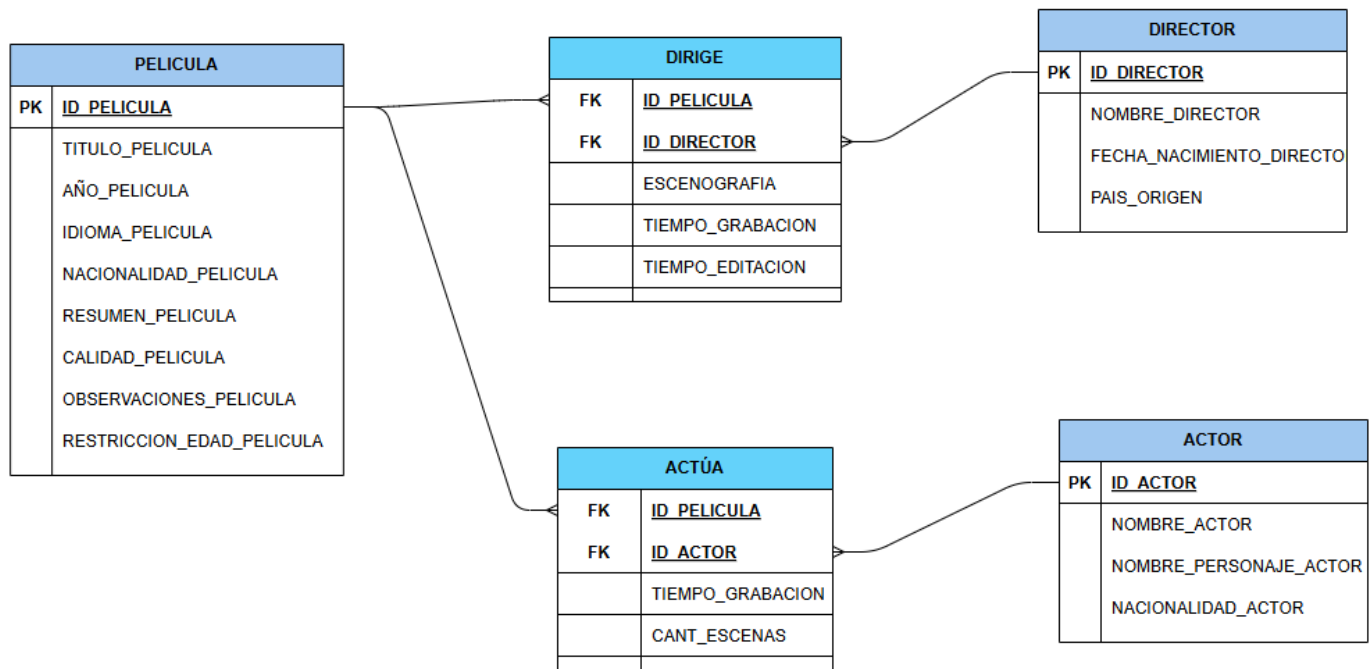 PELICULA
PK ID_PELICULA
TITULO_PELICULA
AÑO_PELICULA
IDIOMA_PELICULA
NACIONALIDAD_PELICULA
RESUMEN_PELICULA
CALIDAD_PELICULA
OBSERVACIONES_PELICULA
RESTRICCION_EDAD_PELICULA
DIRIGE
FK ID_PELICULA
FK ID_DIRECTOR
ESCENOGRAFIA
TIEMPO_GRABACION
TIEMPO_EDITACION
DIRECTOR
PK ID_DIRECTOR
NOMBRE_DIRECTOR
FECHA_NACIMIENTO_DIRECTO
PAIS_ORIGEN
ACTÚA
FK ID_PELICULA
FK ID_ACTOR
TIEMPO_GRABACION
CANT_ESCENAS
ACTOR
PK ID_ACTOR
NOMBRE_ACTOR
NOMBRE_PERSONAJE_ACTOR
NACIONALIDAD_ACTOR